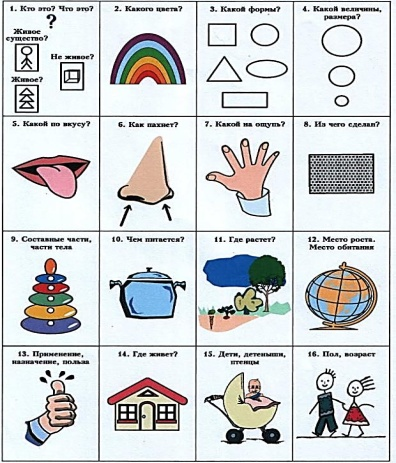 1. Кто это? Что это?
?
Живое
существо?
Не живое?
Живое?
2. Какого цвета?
3. Какой формы?
4. Какой величины,
размера?
5. Какой по вкусу?
6. Как пахнет?
7. Какой на ощупь?
8. Из чего сделан?
9. Составные части,
части тела
10. Чем питается?
11. Где растет?
12. Место роста.
Место обитания
13. Применение,
назначение, польза
14. Где живет?
15. Дети, детеныши,
птенцы
16. Пол, возраст